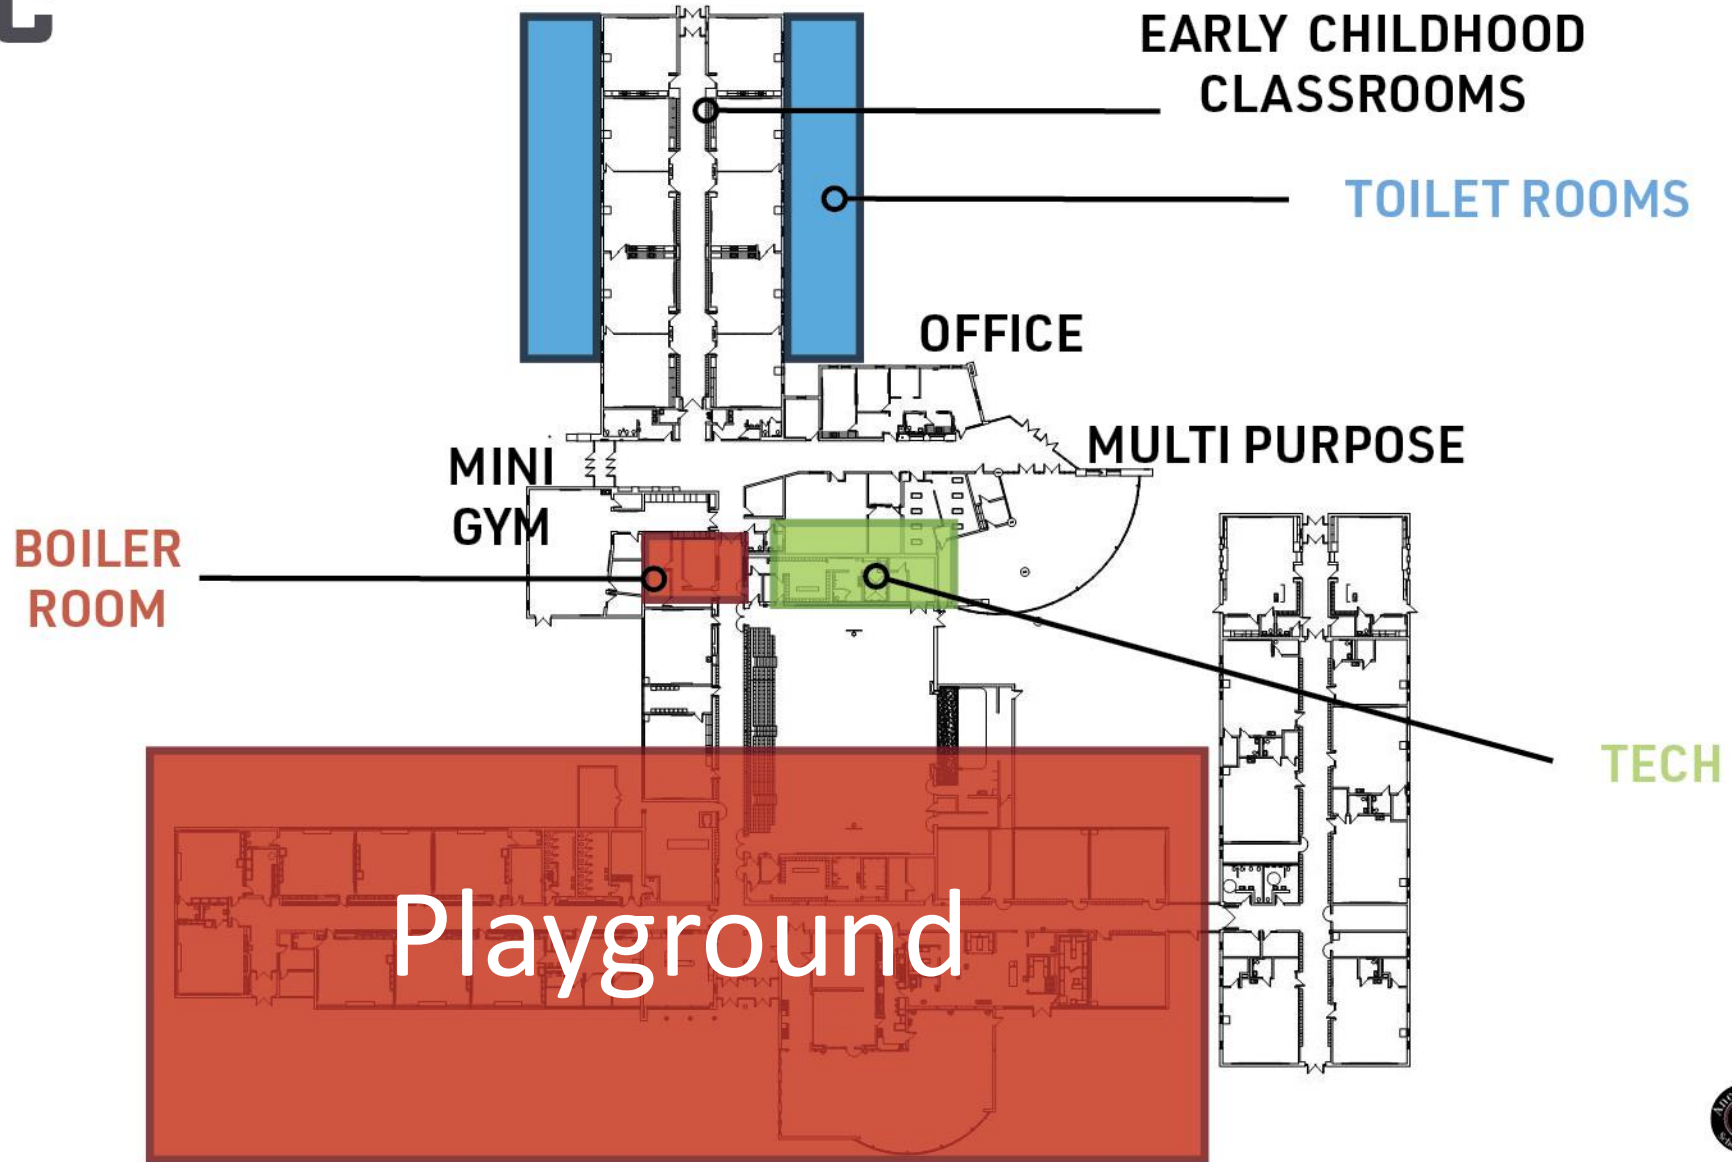 EARLY CHILDHOOD
CLASSROOMS
TOILET ROOMS
OFFICE
MULTI PURPOSE
MINI
GYM
BOILER
ROOM
TECH
Playground